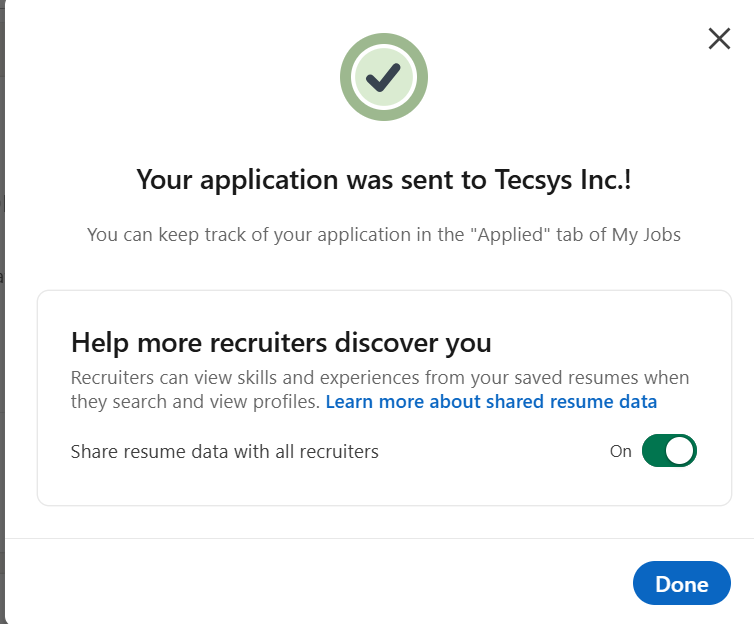 Your application was sent to Tecsys Inc.!
You can keep track of your application in the "Applied" tab of My Jobs
Help more recruiters discover you
Recruiters can view skills and experiences from your saved resumes when
they search and view profiles. Learn more about shared resume data
Share resume data with all recruiters On
Done